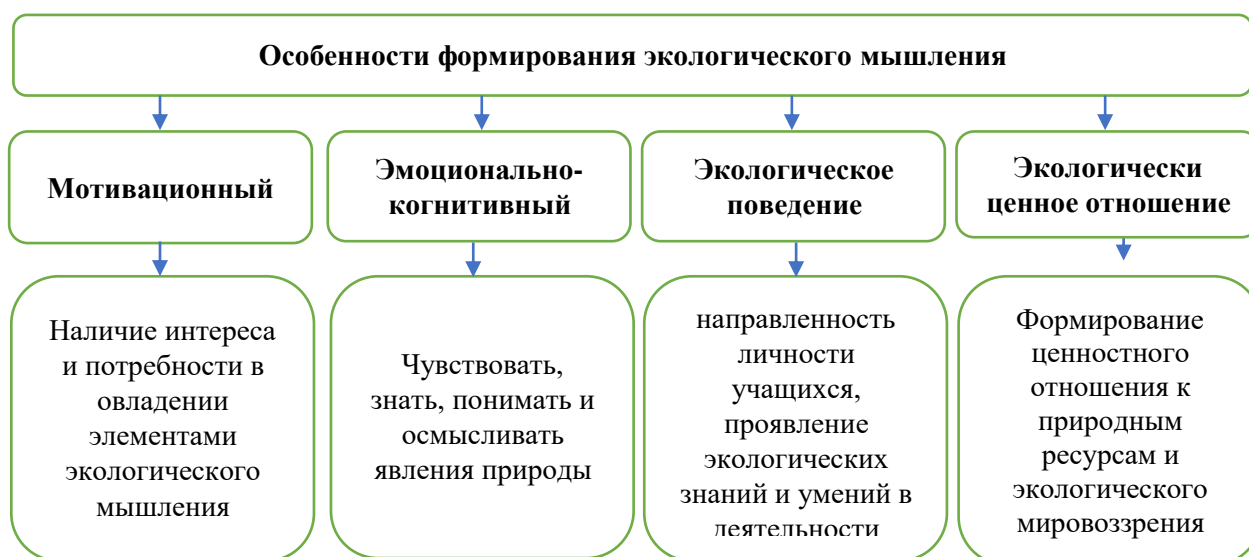 Особенности формирования экологического мышления
Мотивационный
Эмоционально-
когнитивный
Экологическое
поведение
Экологически
ценное отношение
Наличие интереса
и потребности в
овладении
элементами
экологического
мышления
Чувствовать,
знать, понимать и
осмысливать
явления природы
направленность
личности
учащихся,
проявление
экологических
знаний и умений в
деятельности
Формирование
ценностного
отношения к
природным
ресурсам и
экологического
мировоззрения